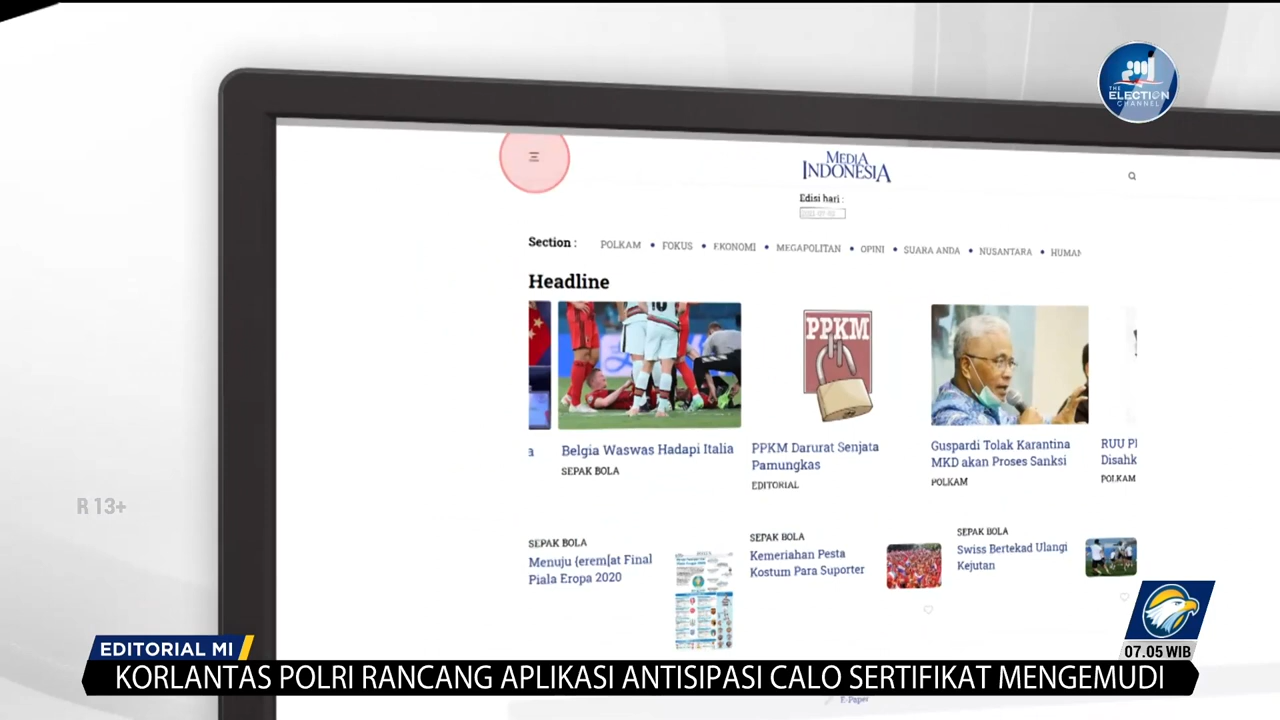 THE
ELECTION
CHANNEL
MEDIA
INDONESIA
Edisi hari :
Section :
POLKAM • FOKUS • EKONOMI • MEGAPOLITAN • OPINI • SUARA ANDA • NUSANTARA • HUMAN
Headline
PPKM
a
Belgia Waswas Hadapi Italia
SEPAK BOLA
PPKM Darurat Senjata
Pamungkas
EDITORIAL
Guspardi Tolak Karantina
MKD akan Proses Sanksi
POLKAM
RUU P
Disahk
POLKAM
R 13+
SEPAK BOLA
Menuju {erem[at Final
Piala Eropa 2020
SEPAK BOLA
Kemeriahan Pesta
Kostum Para Suporter
SEPAK BOLA
Swiss Bertekad Ulangi
Kejutan
EDITORIAL MI
07.05 WIB
KORLANTAS POLRI RANCANG APLIKASI ANTISIPASI CALO SERTIFIKAT MENGEMUDI
E-Paper